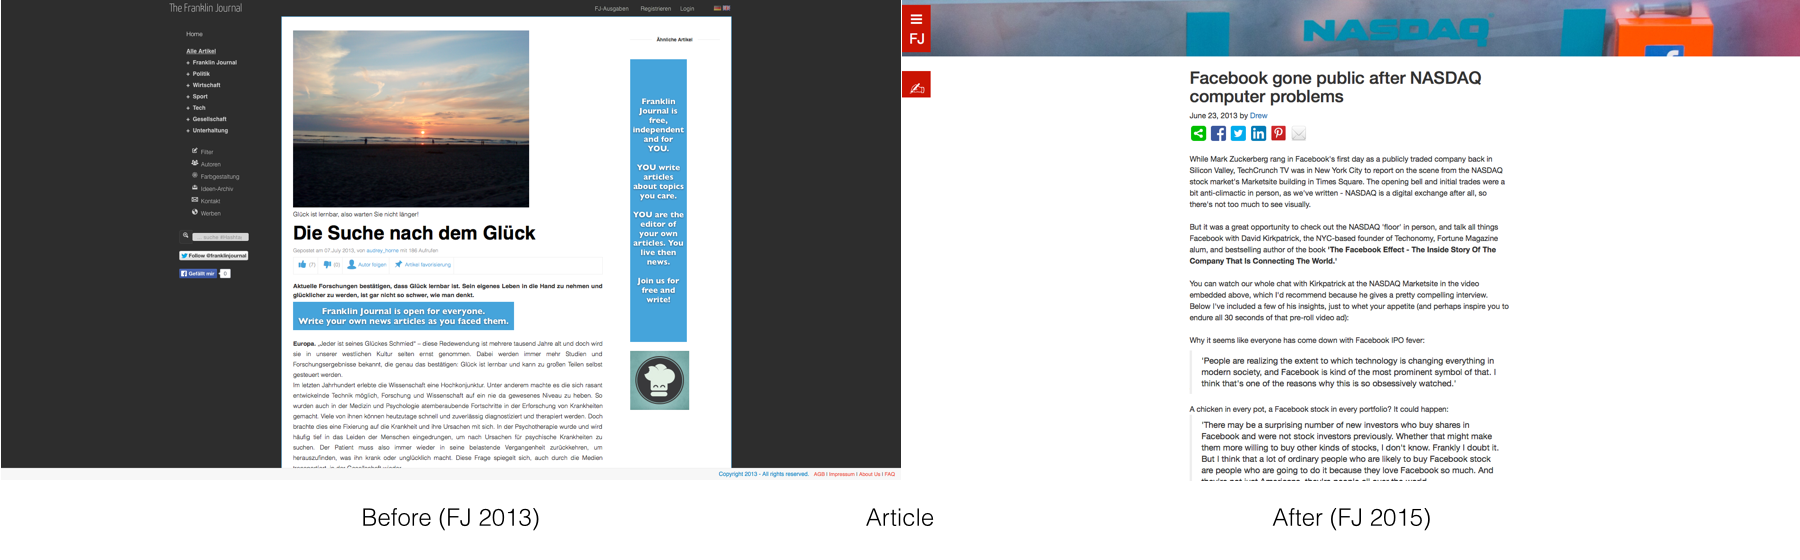 The Franklin Journal
FJ-Ausgaben Registrieren Login
Home
Alle Artikel
+ Franklin Journal
+ Politik
+ Wirtschaft
+ Sport
+ Tech
+ Gesellschaft
+ Unterhaltung
Filter
Autoren
Farbgestaltung
Ideen-Archiv
Kontakt
Werben
Follow @franklinjournal
Gefällt mir 0
Glück ist lernbar, also warten Sie nicht länger!
Die Suche nach dem Glück
Gepostet am 07 July 2013, von audrey_horne mit 186 Aufrufen
(7) (0) Autor folgen Artikel favorisierung
Aktuelle Forschungen bestätigen, dass Glück lernbar ist. Sein eigenes Leben in die Hand zu nehmen und
glücklicher zu werden, ist gar nicht so schwer, wie man denkt.
Franklin Journal is open for everyone.
Write your own news articles as you faced them.
Europa. „Jeder ist seines Glückes Schmied“ – diese Redewendung ist mehrere tausend Jahre alt und doch wird
sie in unserer westlichen Kultur selten ernst genommen. Dabei werden immer mehr Studien und
Forschungsergebnisse bekannt, die genau das bestätigen: Glück ist lernbar und kann zu großen Teilen selbst
gesteuert werden.
Im letzten Jahrhundert erlebte die Wissenschaft eine Hochkonjunktur. Unter anderem machte es die sich rasant
entwickelnde Technik möglich, Forschung und Wissenschaft auf ein nie da gewesenes Niveau zu heben. So
wurden auch in der Medizin und Psychologie atemberaubende Fortschritte in der Erforschung von Krankheiten
gemacht. Viele von ihnen können heutzutage schnell und zuverlässig diagnostiziert und therapiert werden. Doch
brachte dies eine Fixierung auf die Krankheit und ihre Ursachen mit sich. In der Psychotherapie wurde und wird
häufig tief in das Leiden der Menschen eingedrungen, um nach Ursachen für psychische Krankheiten zu
suchen. Der Patient muss also immer wieder in seine belastende Vergangenheit zurückkehren, um
herauszufinden, was ihn krank oder unglücklich macht. Diese Frage spiegelt sich, auch durch die Medien
Ähnliche Artikel
Franklin
Journal is
free,
independent
and for
YOU.
YOU write
articles
about topics
you care.
YOU are the
editor of
your own
articles. You
live then
news.
Join us for
free and
write!
Copyright 2013 - All rights reserved. AGB I Impressum I About Us I FAQ
FJ
NASDAQ
Facebook gone public after NASDAQ
computer problems
June 23, 2013 by Drew
While Mark Zuckerberg rang in Facebook's first day as a publicly traded company back in
Silicon Valley, TechCrunch TV was in New York City to report on the scene from the NASDAQ
stock market's Marketsite building in Times Square. The opening bell and initial trades were a
bit anti-climactic in person, as we've written - NASDAQ is a digital exchange after all, so
there's not too much to see visually.
But it was a great opportunity to check out the NASDAQ 'floor' in person, and talk all things
Facebook with David Kirkpatrick, the NYC-based founder of Techonomy, Fortune Magazine
alum, and bestselling author of the book 'The Facebook Effect - The Inside Story Of The
Company That Is Connecting The World.'
You can watch our whole chat with Kirkpatrick at the NASDAQ Marketsite in the video
embedded above, which I'd recommend because he gives a pretty compelling interview.
Below I've included a few of his insights, just to whet your appetite (and perhaps inspire you to
endure all 30 seconds of that pre-roll video ad):
Why it seems like everyone has come down with Facebook IPO fever:
'People are realizing the extent to which technology is changing everything in
modern society, and Facebook is kind of the most prominent symbol of that. I
think that's one of the reasons why this is so obsessively watched.'
A chicken in every pot, a Facebook stock in every portfolio? It could happen:
'There may be a surprising number of new investors who buy shares in
Facebook and were not stock investors previously. Whether that might make
them more willing to buy other kinds of stocks, I don't know. Frankly I doubt it.
But I think that a lot of ordinary people who are likely to buy Facebook stock
are people who are going to do it because they love Facebook so much. And
they're not just Americans, they're people all over the world
Before (FJ 2013)
Article
After (FJ 2015)